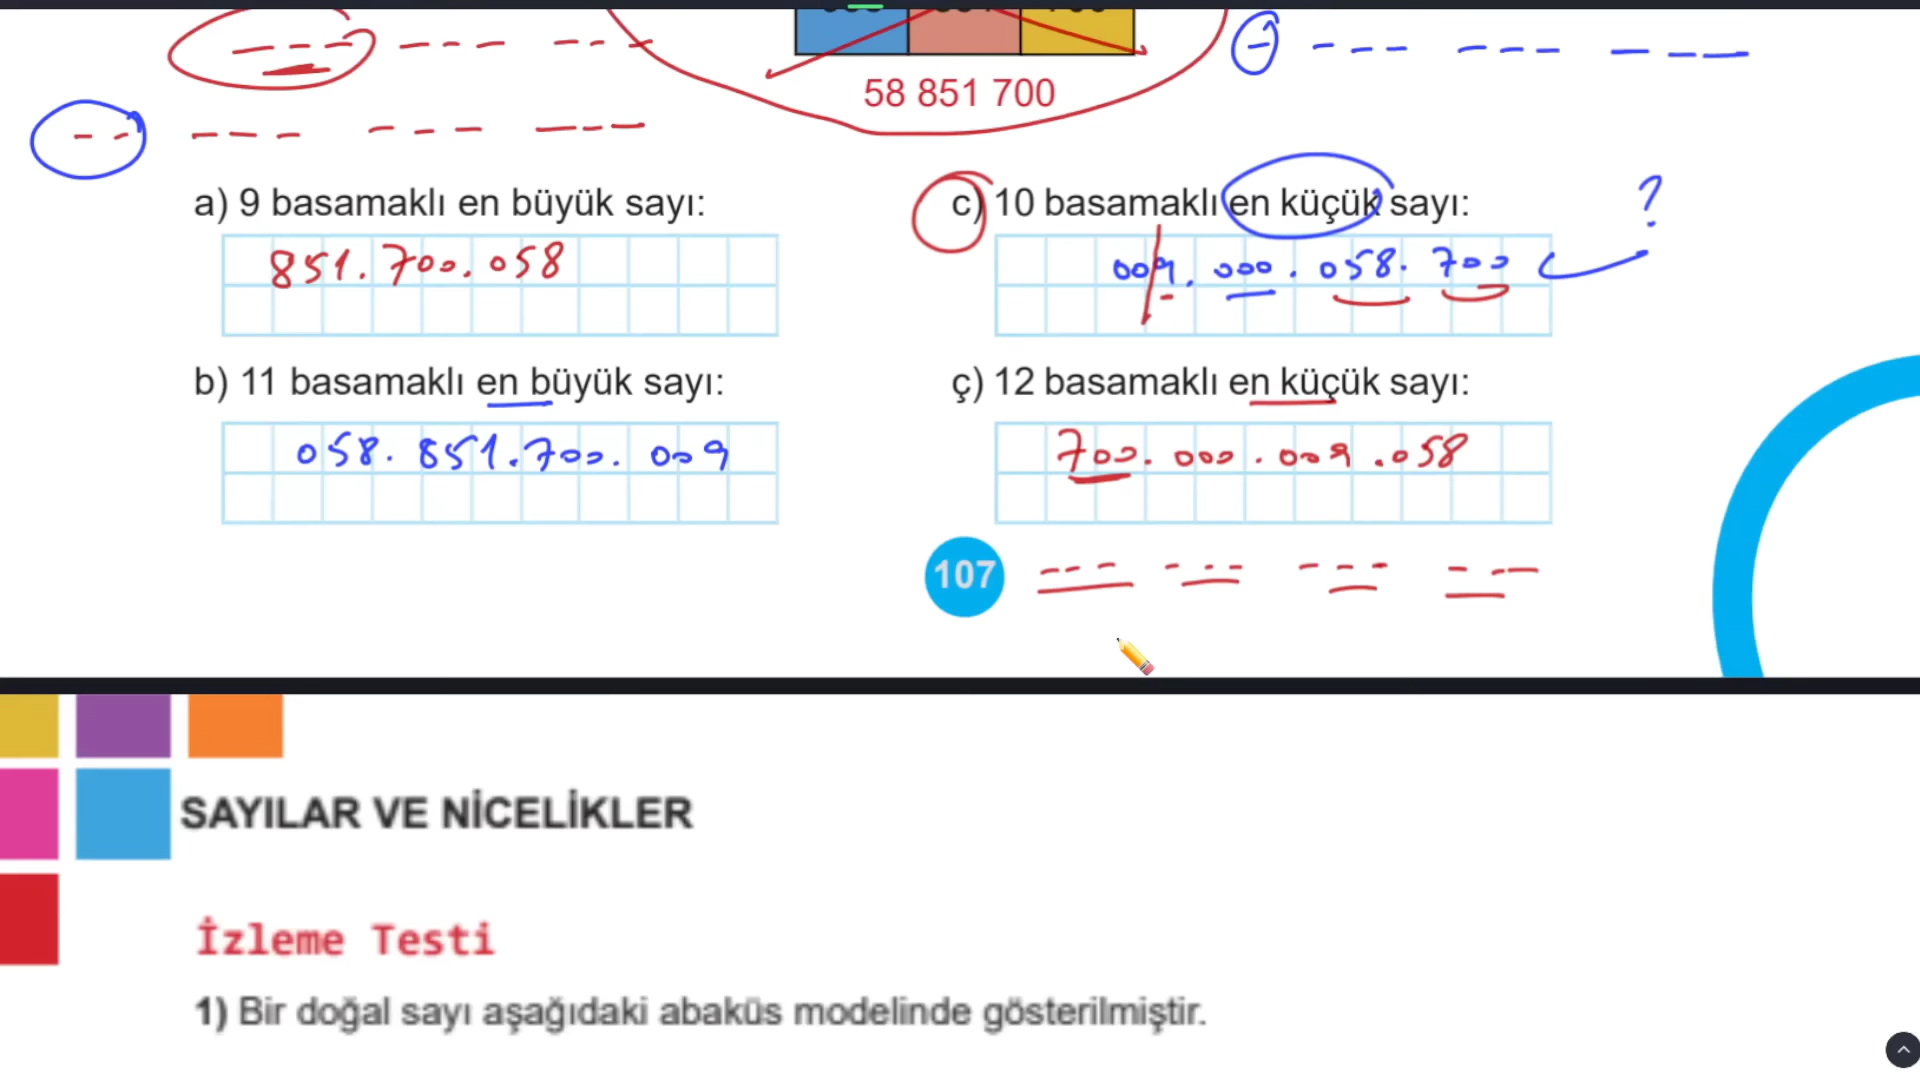 58 851 700
a) 9 basamaklı en büyük sayı:
851.700.058
b) 11 basamaklı en büyük sayı:
058.851.700.009
c) 10 basamaklı en küçük sayı:
?
009.000.058.700
ç) 12 basamaklı en küçük sayı:
700.000.009.058
107
SAYILAR VE NİCELİKLER
İzleme Testi
1) Bir doğal sayı aşağıdaki abaküs modelinde gösterilmiştir.